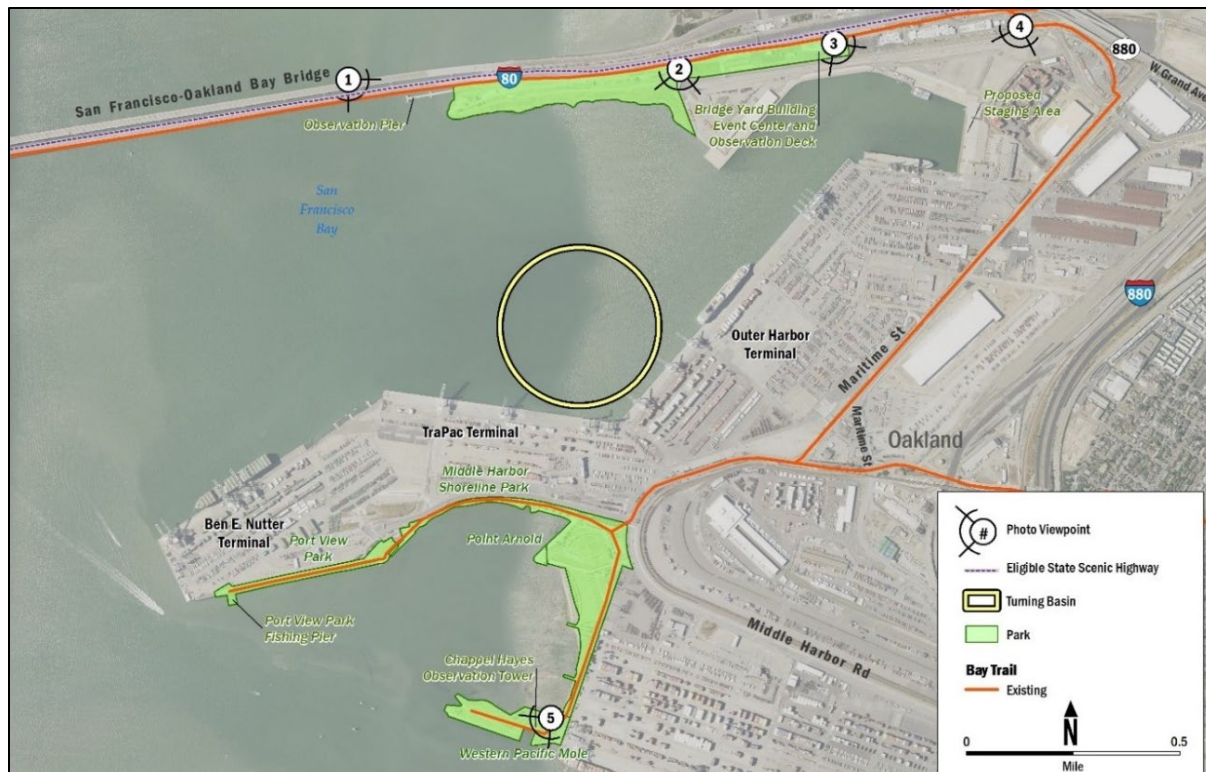 4
880
W. Grand Ave
1
San Francisco-Oakland Bay Bridge
80
2
3
Observation Pier
Bridge Yard Building
Event Center and
Observation Deck
Proposed
Staging Area
San
Francisco
Bay
880
Outer Harbor
Terminal
Maritime St
Maritime St
Oakland
TraPac Terminal
Middle Harbor
Shoreline Park
Ben E. Nutter
Terminal
Port View
Park
Point Arnold
Port View Park
Fishing Pier
Middle Harbor Rd
Chappel Hayes
Observation Tower
5
Western Pacific Mole
# Photo Viewpoint
Eligible State Scenic Highway
Turning Basin
Park
Bay Trail
Existing
N
0 0.5
Mile